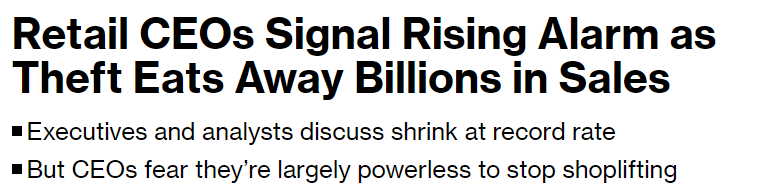 Retail CEOs Signal Rising Alarm as
Theft Eats Away Billions in Sales
■ Executives and analysts discuss shrink at record rate
■ But CEOs fear they’re largely powerless to stop shoplifting